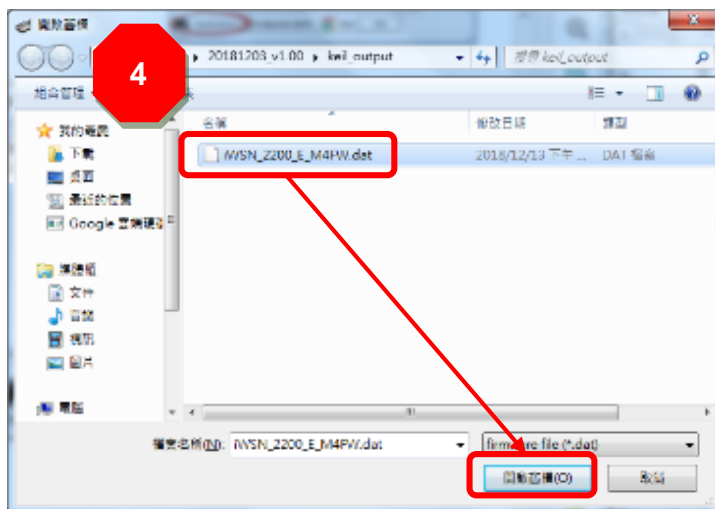 開啟舊檔
4
20181203_v1.00 ▸ keil_output
搜尋 keil_output
組合管理
名稱
修改日期
類型
我的最愛
下載
桌面
最近的位置
Google 雲端硬碟
iWSN_2200_E_M4FW.dat
2018/12/13 下午 ...
DAT 檔案
媒體櫃
文件
音樂
視訊
圖片
電腦
檔案名稱(N):
iWSN_2200_E_M4FW.dat
firmware file (*.dat)
開啟舊檔(O)
取消